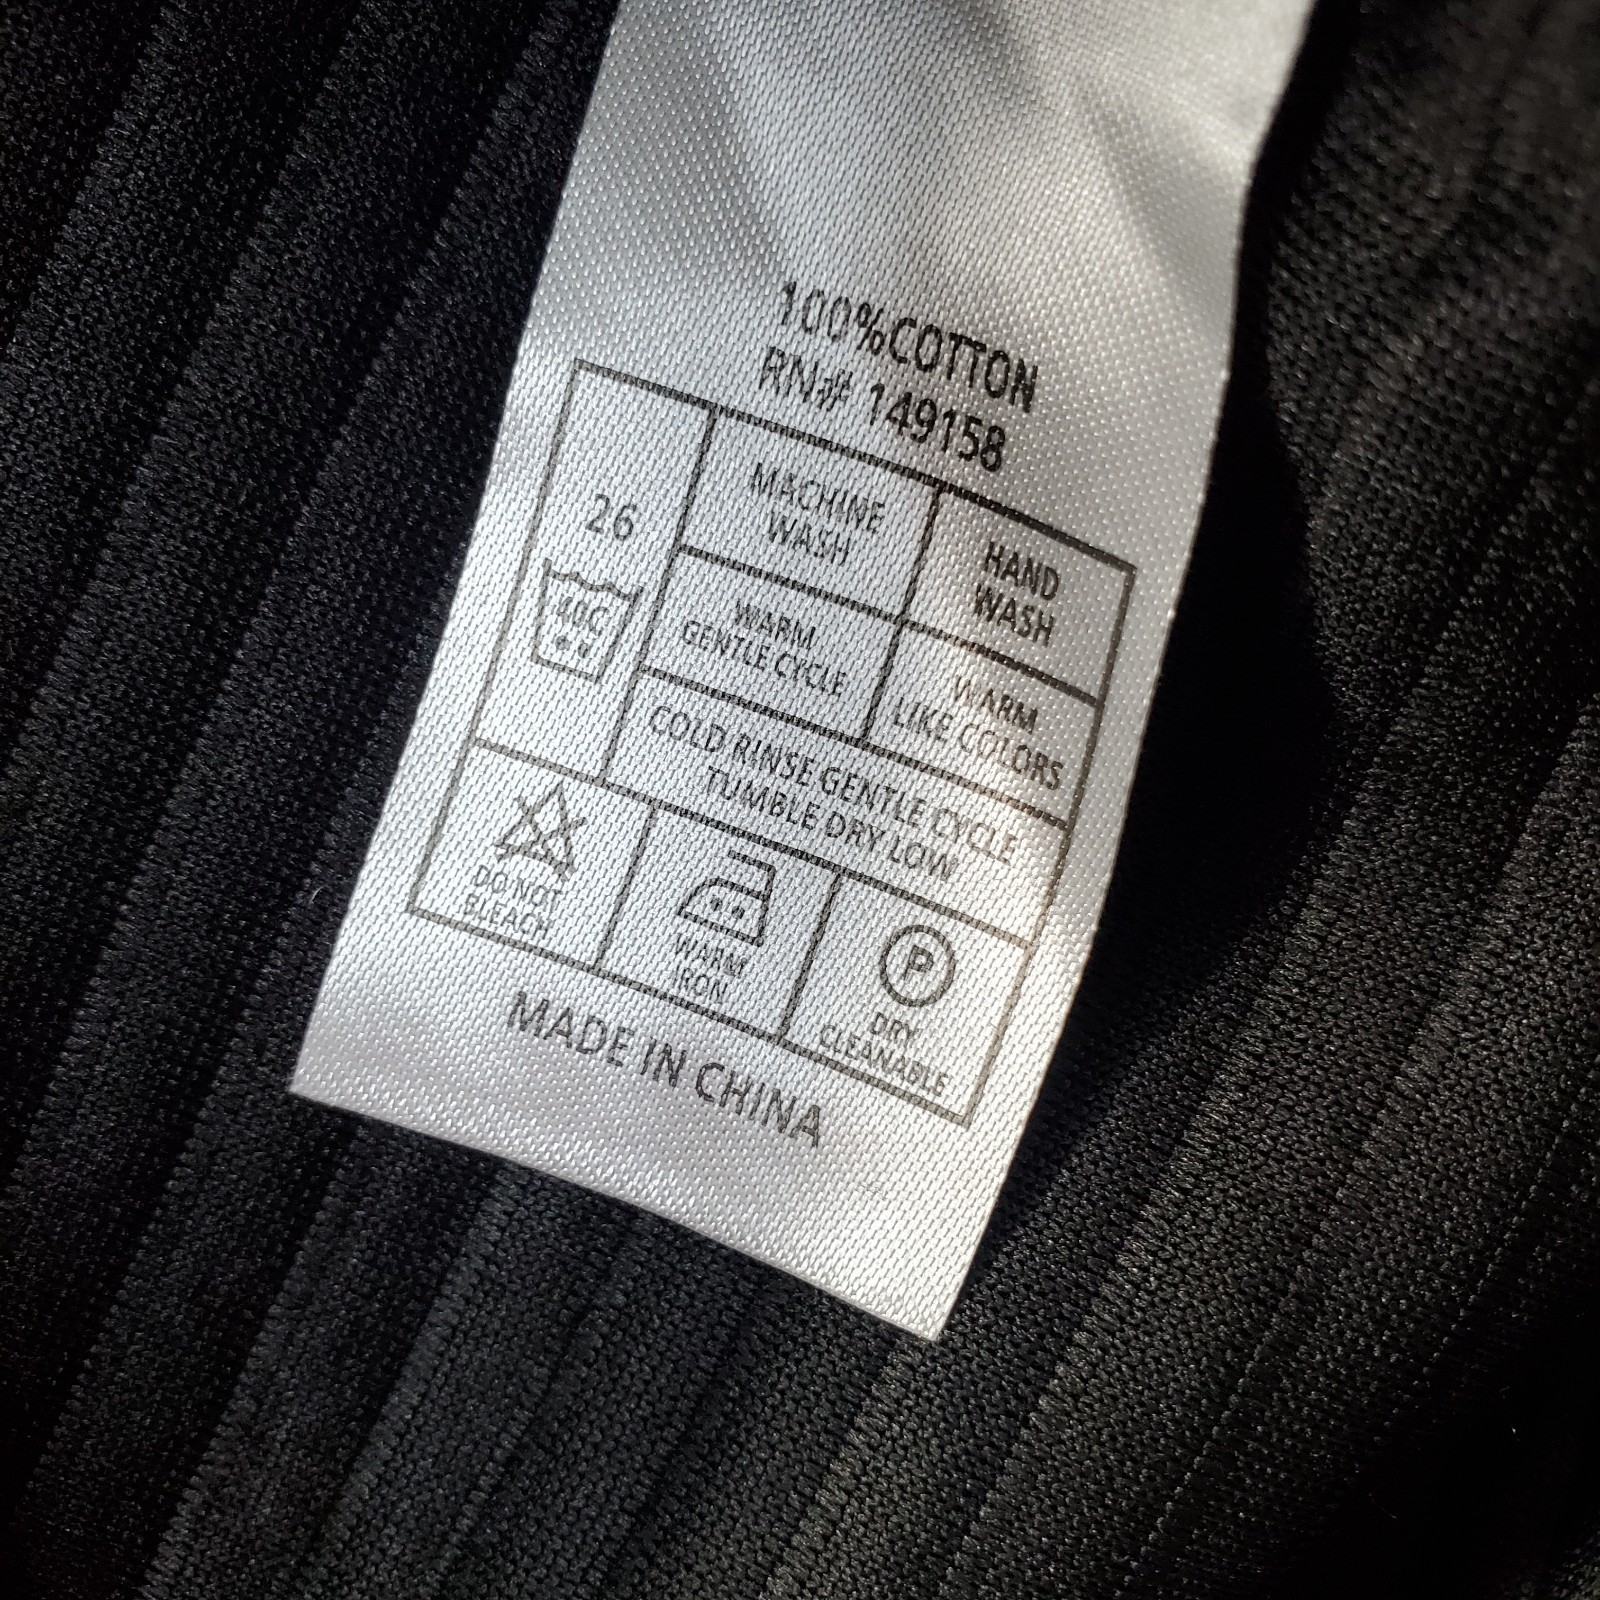 100%COTTON
RN# 149158
26
40C
MACHINE
WASH
HAND
WASH
WARM
GENTLE CYCLE
WARM
LIKE COLORS
COLD RINSE GENTLE CYCLE
TUMBLE DRY LOW
DO NOT
BLEACH
WARM
IRON
P
DRY
CLEANABLE
MADE IN CHINA